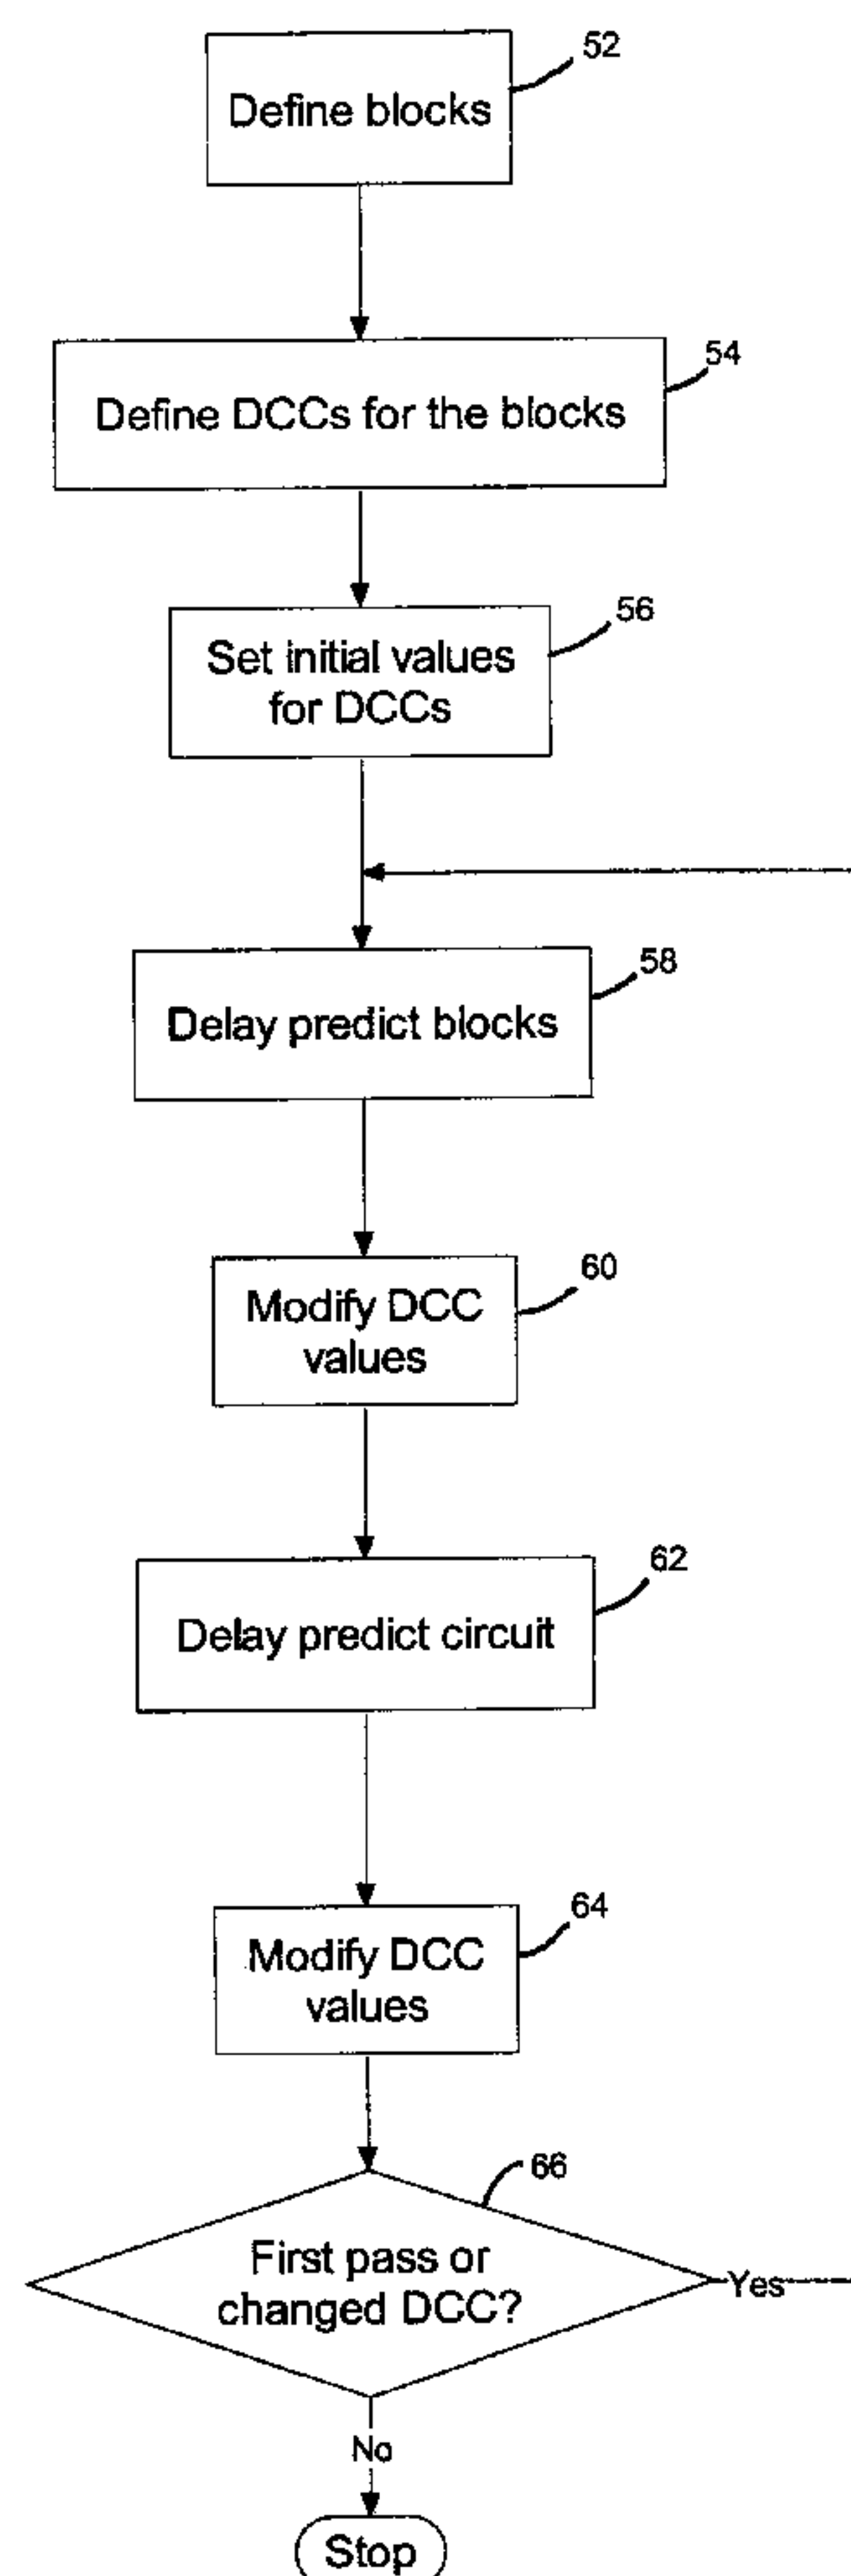 52
Define blocks
54
Define DCCs for the blocks
56
Set initial values
for DCCs
58
Delay predict blocks
60
Modify DCC
values
62
Delay predict circuit
64
Modify DCC
values
66
First pass or
changed DCC?
Yes
No
Stop